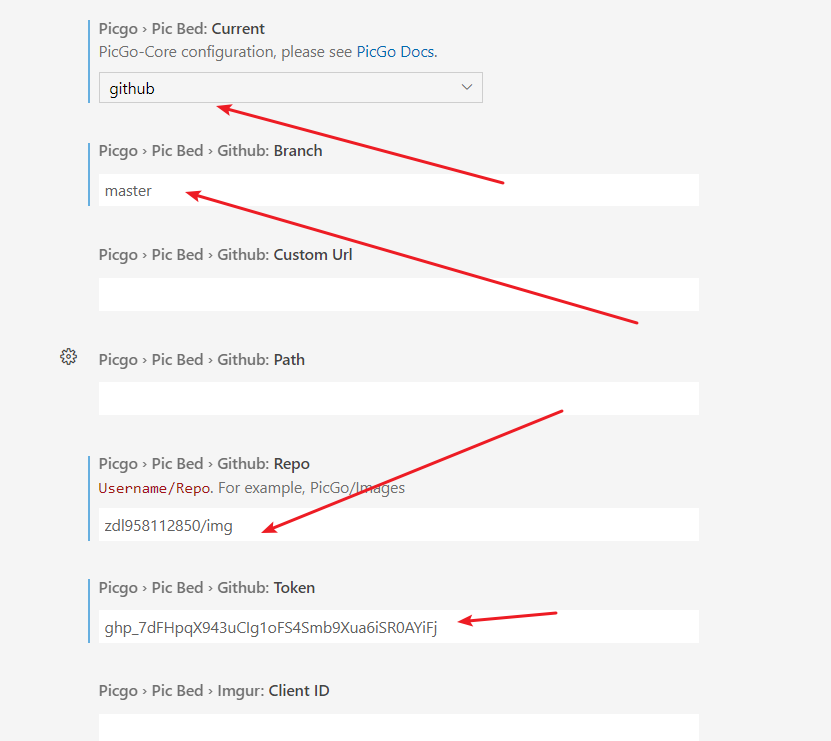 Picgo › Pic Bed: Current
PicGo-Core configuration, please see PicGo Docs.
github
Picgo › Pic Bed › Github: Branch
master
Picgo › Pic Bed › Github: Custom Url
Picgo › Pic Bed › Github: Path
Picgo › Pic Bed › Github: Repo
Username/Repo. For example, PicGo/Images
zdl958112850/img
Picgo › Pic Bed › Github: Token
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
Picgo › Pic Bed › Imgur: Client ID